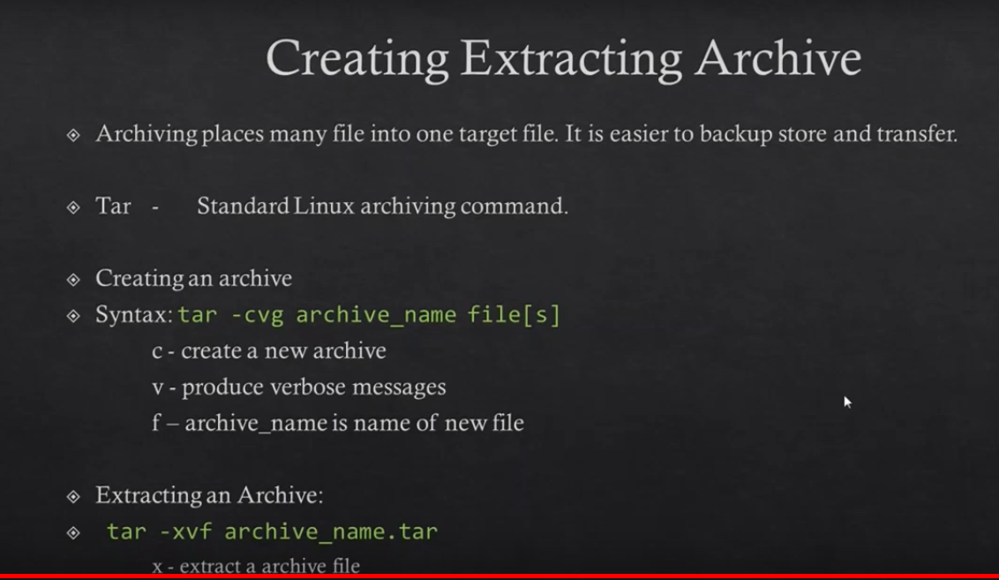 Creating Extracting Archive
Archiving places many file into one target file. It is easier to backup store and transfer.
Tar - Standard Linux archiving command.
Creating an archive
Syntax: tar -cvg archive_name file[s]
c - create a new archive
v - produce verbose messages
f – archive_name is name of new file
Extracting an Archive:
tar -xvf archive_name.tar
x - extract a archive file